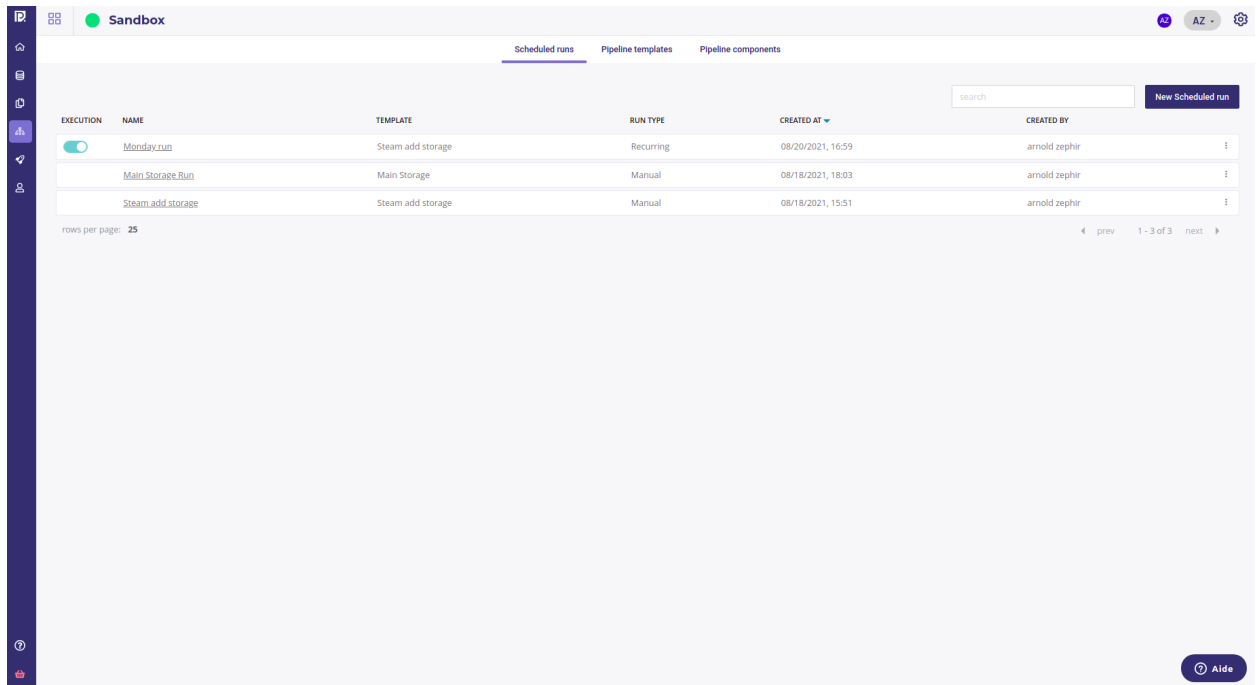 Sandbox
AZ
AZ
Scheduled runs Pipeline templates Pipeline components
search
New Scheduled run
EXECUTION NAME TEMPLATE RUN TYPE CREATED AT CREATED BY
Monday run Steam add storage Recurring 08/20/2021, 16:59 arnold zephir
Main Storage Run Main Storage Manual 08/18/2021, 18:03 arnold zephir
Steam add storage Steam add storage Manual 08/18/2021, 15:51 arnold zephir
rows per page: 25 prev 1 - 3 of 3 next
Aide